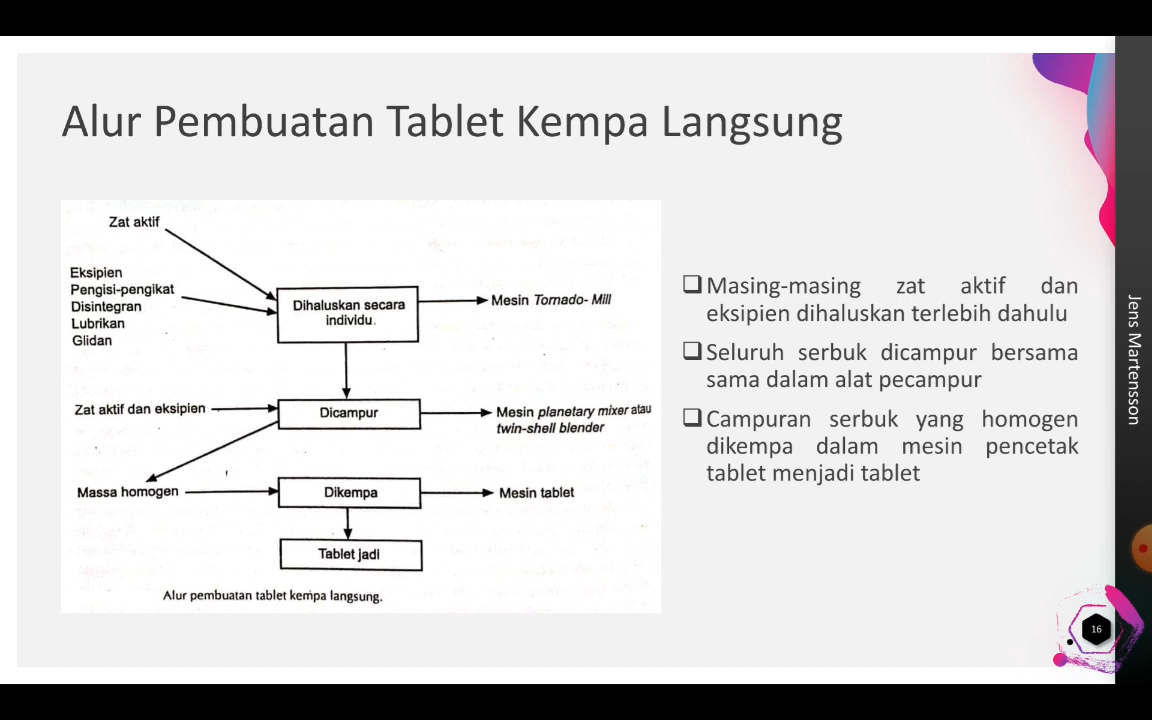 Alur Pembuatan Tablet Kempa Langsung
Zat aktif
Eksipien
Pengisi-pengikat
Disintegran
Lubrikan
Glidan
Dihaluskan secara
individu.
Mesin Tornado- Mill
Zat aktif dan eksipien
Dicampur
Mesin planetary mixer atau
twin-shell blender
Massa homogen
Dikempa
Mesin tablet
Tablet jadi
Alur pembuatan tablet kempa langsung.
Masing-masing zat aktif dan
eksipien dihaluskan terlebih dahulu
Seluruh serbuk dicampur bersama
sama dalam alat pecampur
Campuran serbuk yang homogen
dikempa dalam mesin pencetak
tablet menjadi tablet
Jens Martensson
16